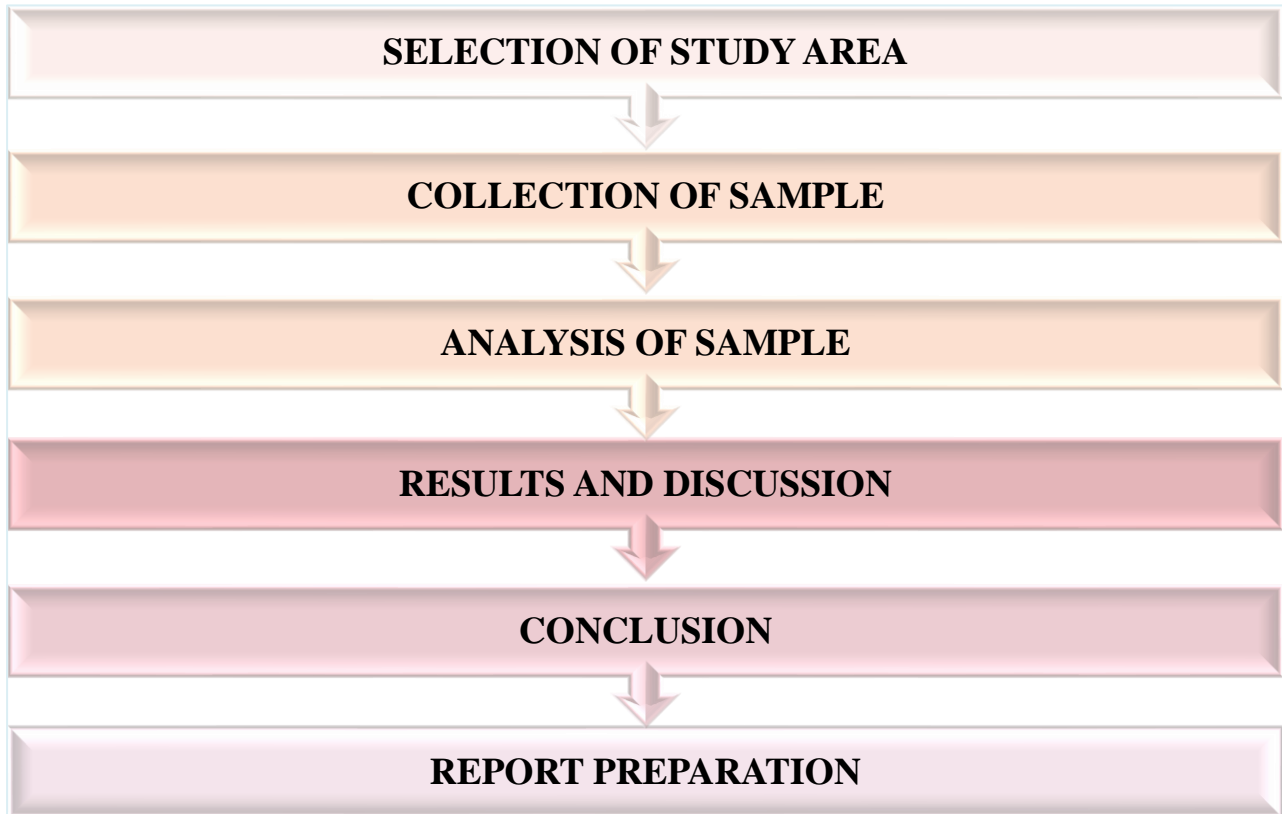 SELECTION OF STUDY AREA
COLLECTION OF SAMPLE
ANALYSIS OF SAMPLE
RESULTS AND DISCUSSION
CONCLUSION
REPORT PREPARATION